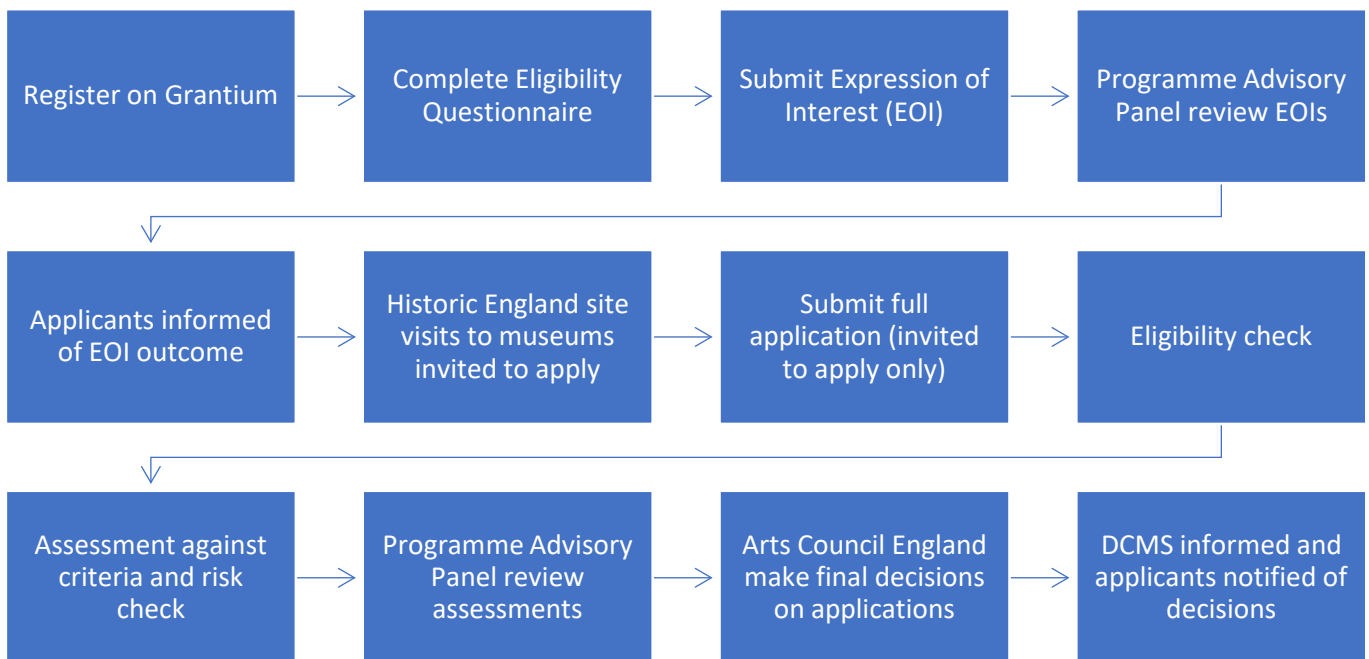 Register on Grantium
Complete Eligibility
Questionnaire
Submit Expression of
Interest (EOI)
Programme Advisory
Panel review EOIs
Applicants informed
of EOI outcome
Historic England site
visits to museums
invited to apply
Submit full
application (invited
to apply only)
Eligibility check
Assessment against
criteria and risk
check
Programme Advisory
Panel review
assessments
Arts Council England
make final decisions
on applications
DCMS informed and
applicants notified of
decisions